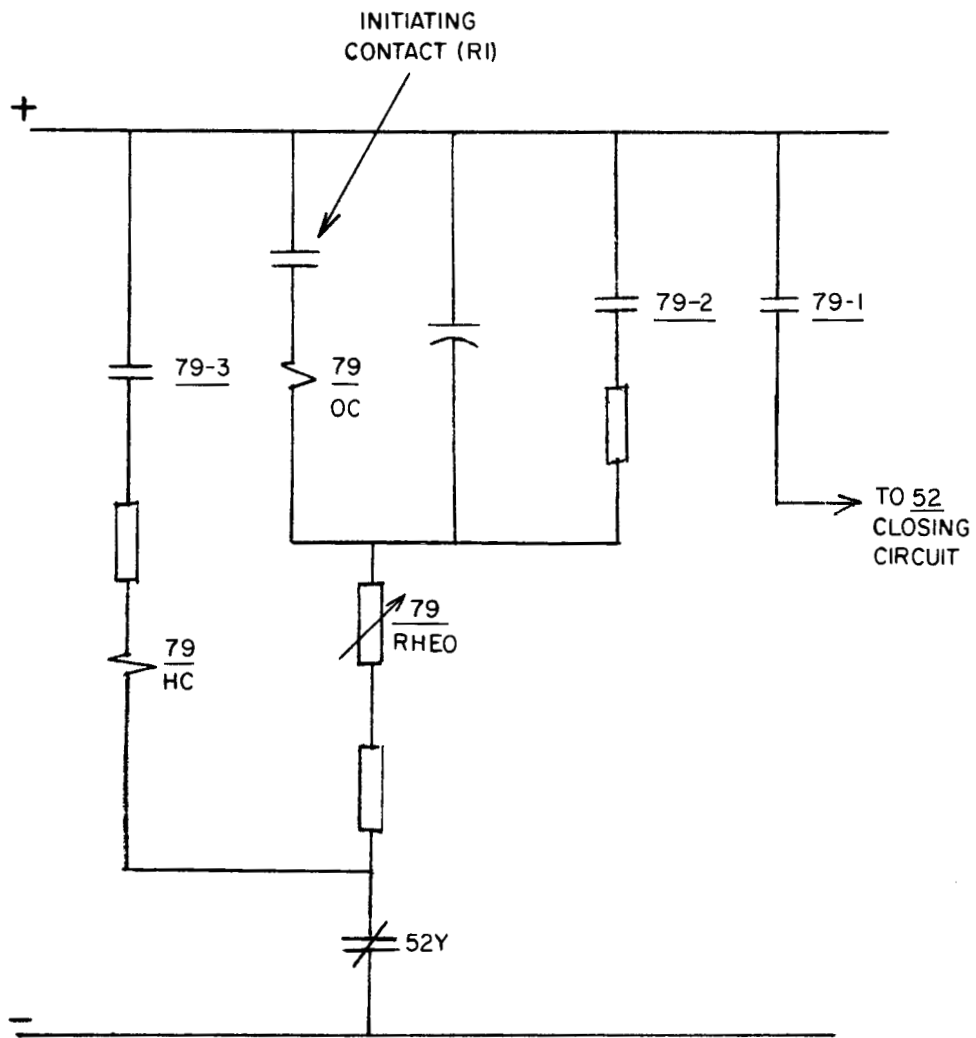 INITIATING
CONTACT (RI)
+
79-2
79-1
79-3
79
OC
TO 52
CLOSING
CIRCUIT
79
RHEO
79
HC
52Y
-